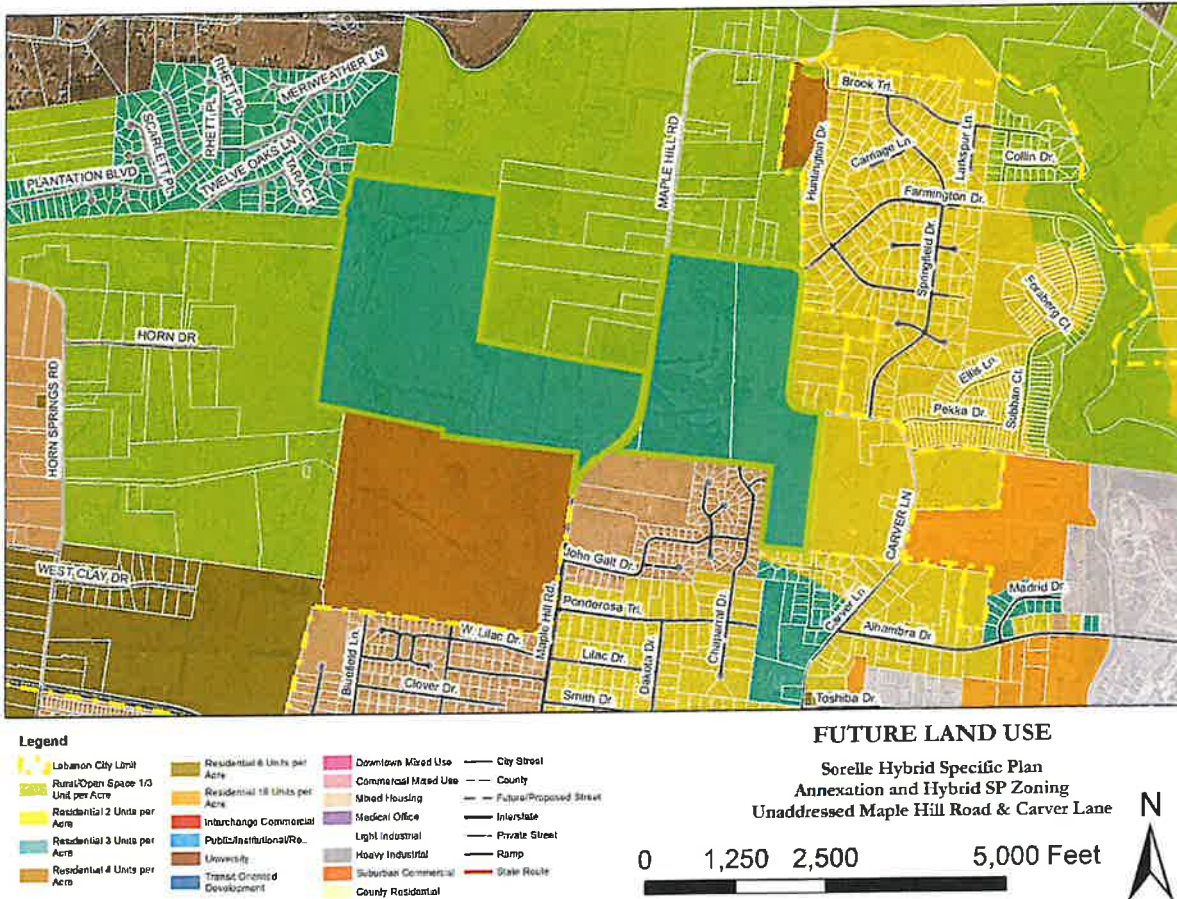 RHETT PL
RHETT PL
MERIWEATHER LN
SCARLETT PL
TWELVE OAKS LN
TARA CT
PLANTATION BLVD
MAPLE HILL RD
Brook Trl.
Huntington Dr.
Carriage Ln
Larkspur Ln.
Collin Dr.
Farmington Dr.
Springfield Dr.
Forsberg Ct.
HORN DR
HORN SPRINGS RD
Ellis Ln.
Pekka Dr.
Subban Ct.
CARVER LN
WEST CLAY DR
John Galt Dr.
Ponderosa Trl.
Maple Hill Rd.
Chaparral Dr.
Carver Ln
Madrid Dr
Alhambra Dr
W. Lilac Dr.
Lilac Dr.
Dakota Dr.
Clover Dr.
Smith Dr
Toshiba Dr
Legend
Lebanon City Limit
Rural/Open Space 1/3
Unit per Acre
Residential 2 Units per
Acre
Residential 3 Units per
Acre
Residential 4 Units per
Acre
Residential 6 Units per
Acre
Residential 18 Units per
Acre
Interchange Commercial
Public/Institutional/Re..
University
Transit Oriented
Development
Downtown Mixed Use
Commercial Mixed Use
Mixed Housing
Medical Office
Light Industrial
Heavy Industrial
Suburban Commercial
County Residential
City Street
County
Future/Proposed Street
Interstate
Private Street
Ramp
State Route
FUTURE LAND USE
Sorelle Hybrid Specific Plan
Annexation and Hybrid SP Zoning
Unaddressed Maple Hill Road & Carver Lane
N
0 1,250 2,500 5,000 Feet